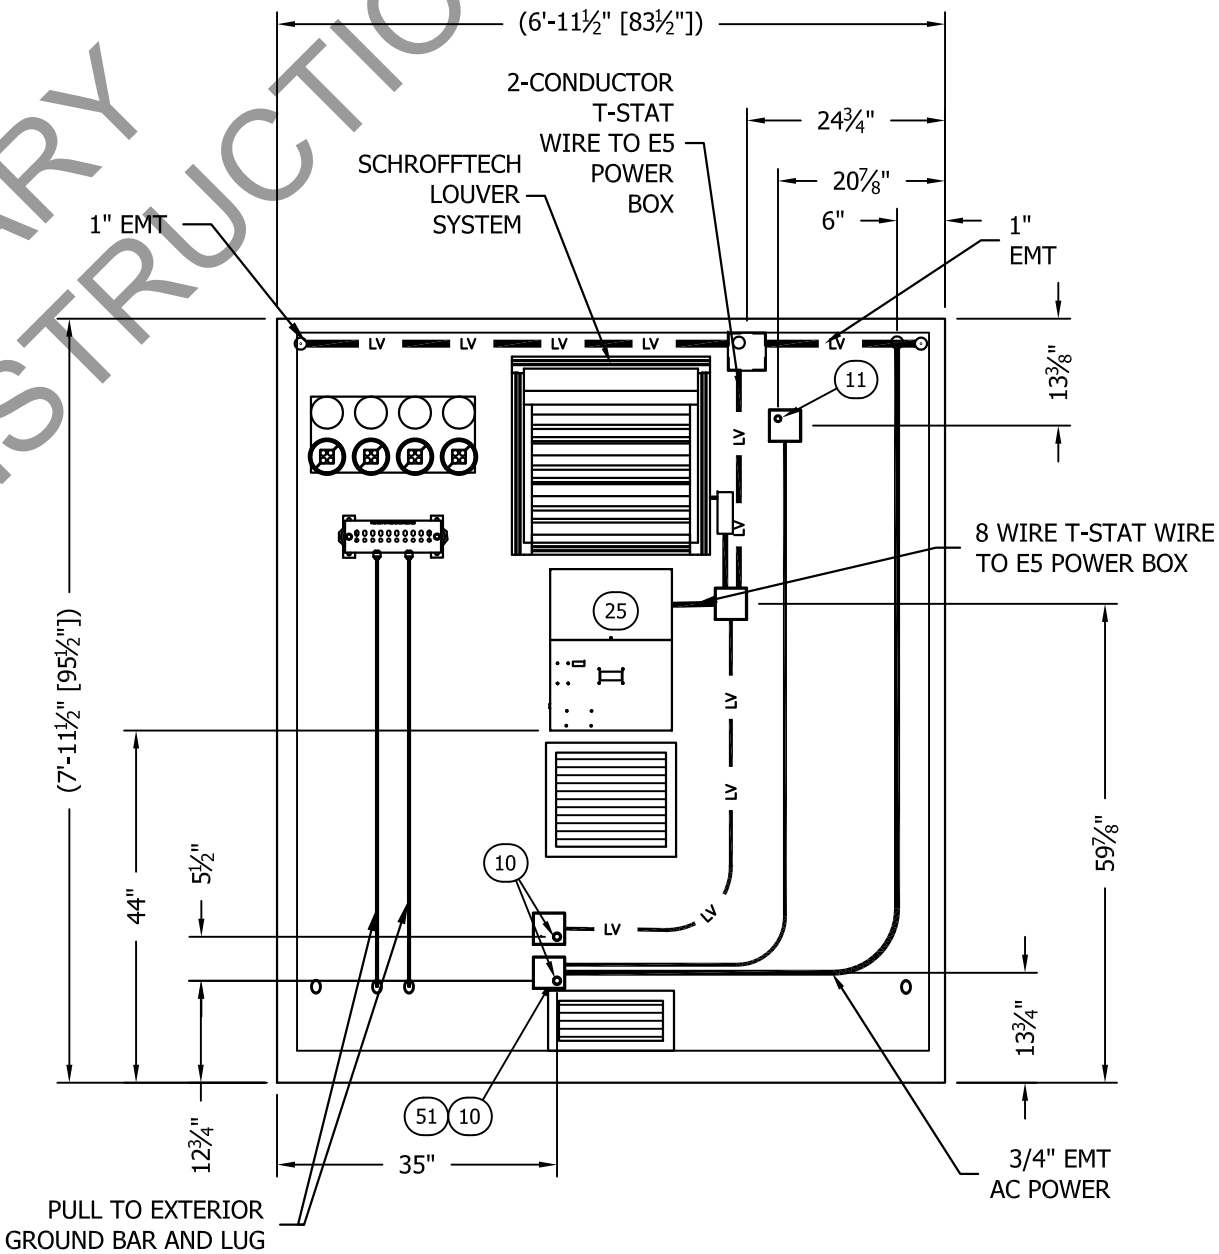 (6'-11½" [83½"])
2-CONDUCTOR
T-STAT
WIRE TO E5
POWER
BOX
24¾"
20⅞"
6"
SCHROFFTECH
LOUVER
SYSTEM
1" EMT
1"
EMT
LV
LV
LV
LV
LV
13⅜"
11
LV
LV
8 WIRE T-STAT WIRE
TO E5 POWER BOX
25
(7'-11½" [95½"])
LV
LV
59⅞"
5½"
44"
10
LV
LV
13¾"
12¾"
51
10
35"
3/4" EMT
AC POWER
PULL TO EXTERIOR
GROUND BAR AND LUG